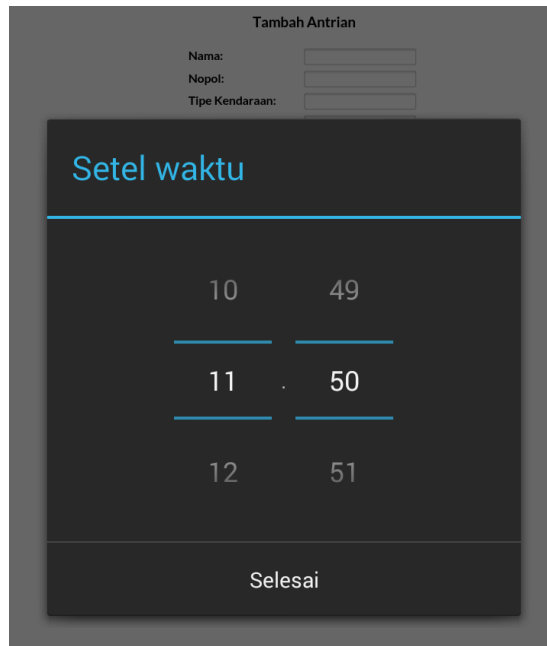 Tambah Antrian
Nama:
Nopol:
Tipe Kendaraan:
Setel waktu
10 49
11 . 50
12 51
Selesai